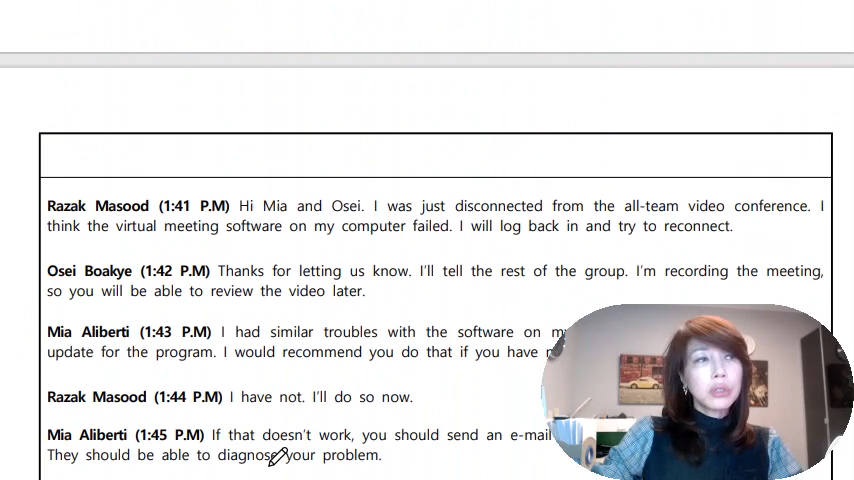 Razak Masood (1:41 P.M) Hi Mia and Osei. I was just disconnected from the all-team video conference. I
think the virtual meeting software on my computer failed. I will log back in and try to reconnect.
Osei Boakye (1:42 P.M) Thanks for letting us know. I'll tell the rest of the group. I'm recording the meeting,
so you will be able to review the video later.
Mia Aliberti (1:43 P.M) I had similar troubles with the software on
update for the program. I would recommend you do that if you have
Razak Masood (1:44 P.M) I have not. I'll do so now.
Mia Aliberti (1:45 P.M) If that doesn't work, you should send an e-mail
They should be able to diagnose your problem.